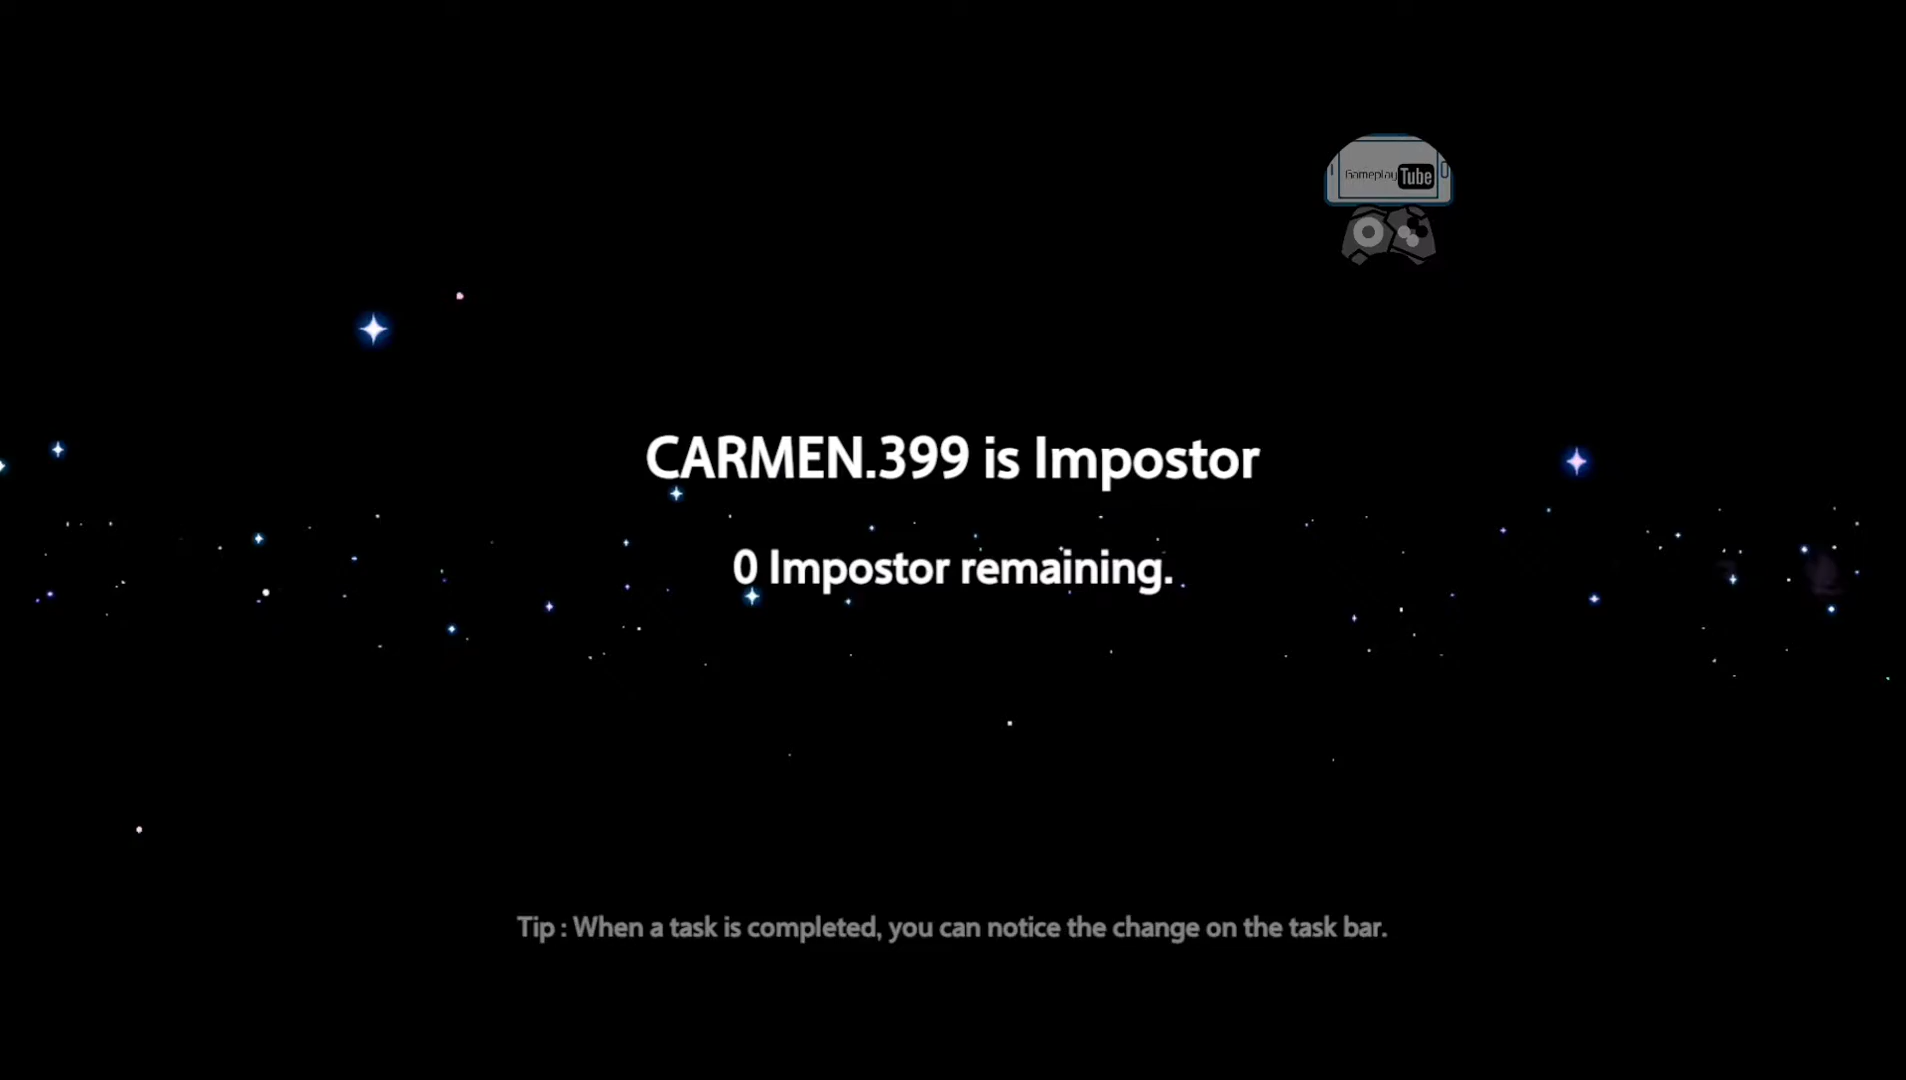 Gameplay Tube
CARMEN.399 is Impostor
0 Impostor remaining.
Tip : When a task is completed, you can notice the change on the task bar.